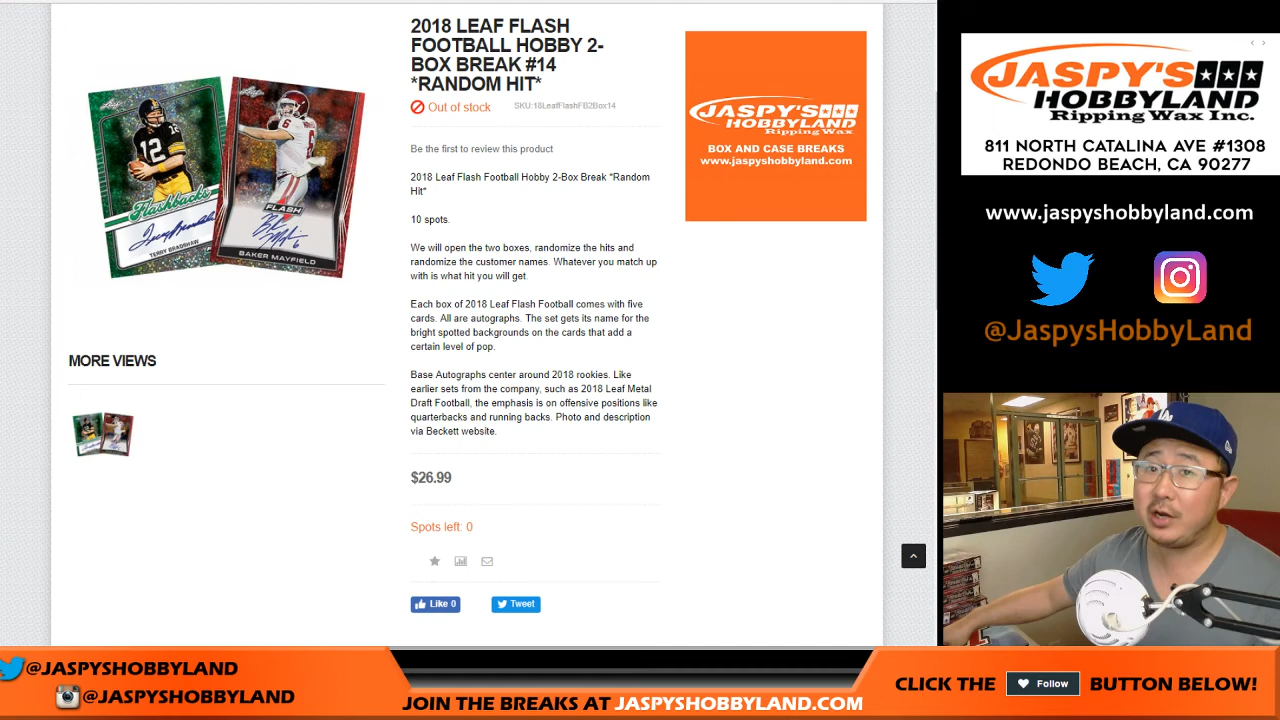 2018 LEAF FLASH
FOOTBALL HOBBY 2-
BOX BREAK #14
*RANDOM HIT*
Out of stock
SKU:18LeafFlashFB2Box14
Be the first to review this product
2018 Leaf Flash Football Hobby 2-Box Break *Random
Hit*
10 spots.
We will open the two boxes, randomize the hits and
randomize the customer names. Whatever you match up
with is what hit you will get.
Each box of 2018 Leaf Flash Football comes with five
cards. All are autographs. The set gets its name for the
bright spotted backgrounds on the cards that add a
certain level of pop.
Base Autographs center around 2018 rookies. Like
earlier sets from the company, such as 2018 Leaf Metal
Draft Football, the emphasis is on offensive positions like
quarterbacks and running backs. Photo and description
via Beckett website.
$26.99
Spots left: 0
Like 0
Tweet
Leaf
12
Flashbacks
TERRY BRADSHAW
Leaf
6
FLASH
BAKER MAYFIELD
MORE VIEWS
JASPY'S
HOBBYLAND
Ripping Wax
BOX AND CASE BREAKS
www.jaspyshobbyland.com
JASPY'S
HOBBYLAND
Ripping Wax Inc.
811 NORTH CATALINA AVE #1308
REDONDO BEACH, CA 90277
www.jaspyshobbyland.com
@JaspysHobbyLand
LA
@JASPYSHOBBYLAND
@JASPYSHOBBYLAND
JOIN THE BREAKS AT JASPYSHOBBYLAND.COM
CLICK THE
Follow
BUTTON BELOW!